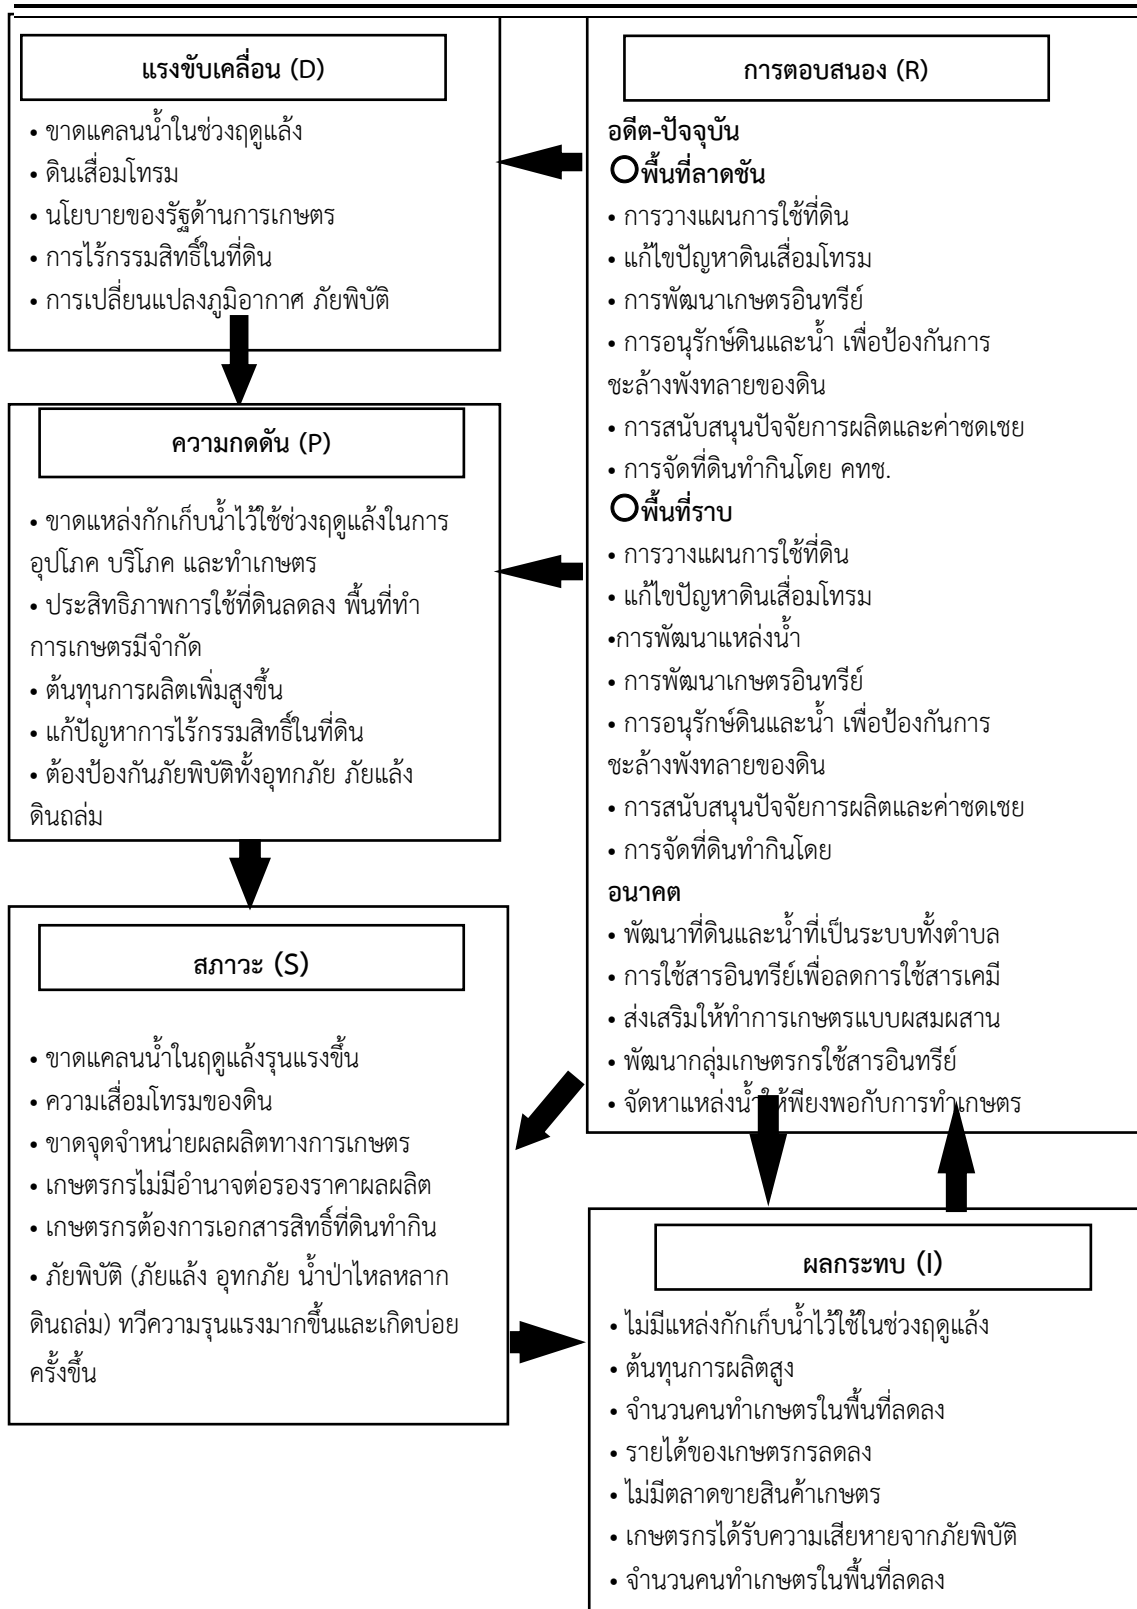 แรงขับเคลื่อน (D)
• ขาดแคลนน้ำในช่วงฤดูแล้ง
• ดินเสื่อมโทรม
• นโยบายของรัฐด้านการเกษตร
• การไร้กรรมสิทธิ์ในที่ดิน
• การเปลี่ยนแปลงภูมิอากาศ ภัยพิบัติ
ความกดดัน (P)
• ขาดแหล่งกักเก็บน้ำไว้ใช้ช่วงฤดูแล้งในการ
อุปโภค บริโภค และทำเกษตร
• ประสิทธิภาพการใช้ที่ดินลดลง พื้นที่ทำ
การเกษตรมีจำกัด
• ต้นทุนการผลิตเพิ่มสูงขึ้น
• แก้ปัญหาการไร้กรรมสิทธิ์ในที่ดิน
• ต้องป้องกันภัยพิบัติทั้งอุทกภัย ภัยแล้ง
ดินถล่ม
สภาวะ (S)
• ขาดแคลนน้ำในฤดูแล้งรุนแรงขึ้น
• ความเสื่อมโทรมของดิน
• ขาดจุดจำหน่ายผลผลิตทางการเกษตร
• เกษตรกรไม่มีอำนาจต่อรองราคาผลผลิต
• เกษตรกรต้องการเอกสารสิทธิ์ที่ดินทำกิน
• ภัยพิบัติ (ภัยแล้ง อุทกภัย น้ำป่าไหลหลาก
ดินถล่ม) ทวีความรุนแรงมากขึ้นและเกิดบ่อย
ครั้งขึ้น
การตอบสนอง (R)
อดีต-ปัจจุบัน
พื้นที่ลาดชัน
• การวางแผนการใช้ที่ดิน
• แก้ไขปัญหาดินเสื่อมโทรม
• การพัฒนาเกษตรอินทรีย์
• การอนุรักษ์ดินและน้ำ เพื่อป้องกันการ
ชะล้างพังทลายของดิน
• การสนับสนุนปัจจัยการผลิตและค่าชดเชย
• การจัดที่ดินทำกินโดย คทช.
พื้นที่ราบ
• การวางแผนการใช้ที่ดิน
• แก้ไขปัญหาดินเสื่อมโทรม
•การพัฒนาแหล่งน้ำ
• การพัฒนาเกษตรอินทรีย์
• การอนุรักษ์ดินและน้ำ เพื่อป้องกันการ
ชะล้างพังทลายของดิน
• การสนับสนุนปัจจัยการผลิตและค่าชดเชย
• การจัดที่ดินทำกินโดย
อนาคต
• พัฒนาที่ดินและน้ำที่เป็นระบบทั้งตำบล
• การใช้สารอินทรีย์เพื่อลดการใช้สารเคมี
• ส่งเสริมให้ทำการเกษตรแบบผสมผสาน
• พัฒนากลุ่มเกษตรกรใช้สารอินทรีย์
• จัดหาแหล่งน้ำให้พียงพอกับการทำเกษตร
ผลกระทบ (I)
• ไม่มีแหล่งกักเก็บน้ำไว้ใช้ในช่วงฤดูแล้ง
• ต้นทุนการผลิตสูง
• จำนวนคนทำเกษตรในพื้นที่ลดลง
• รายได้ของเกษตรกรลดลง
• ไม่มีตลาดขายสินค้าเกษตร
• เกษตรกรได้รับความเสียหายจากภัยพิบัติ
• จำนวนคนทำเกษตรในพื้นที่ลดลง